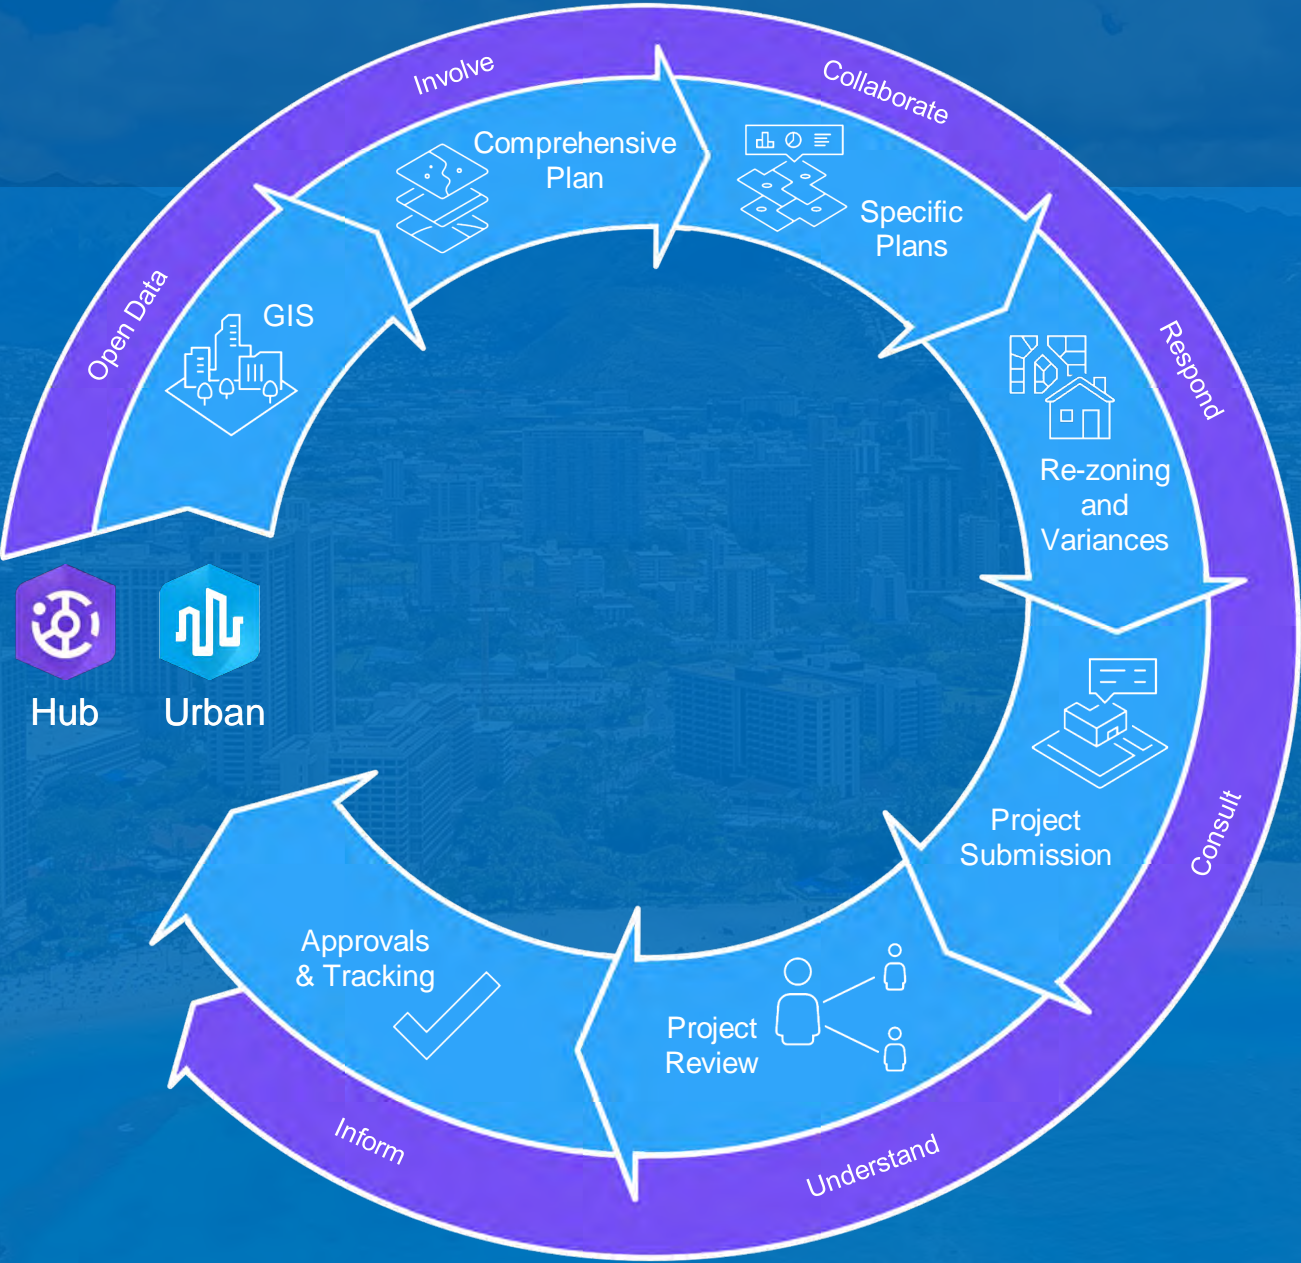 Involve
Collaborate
Comprehensive
Plan
Specific
Plans
Open Data
GIS
Respond
Re-zoning
and
Variances
Hub
Urban
Project
Submission
Consult
Approvals
& Tracking
Project
Review
Inform
Understand